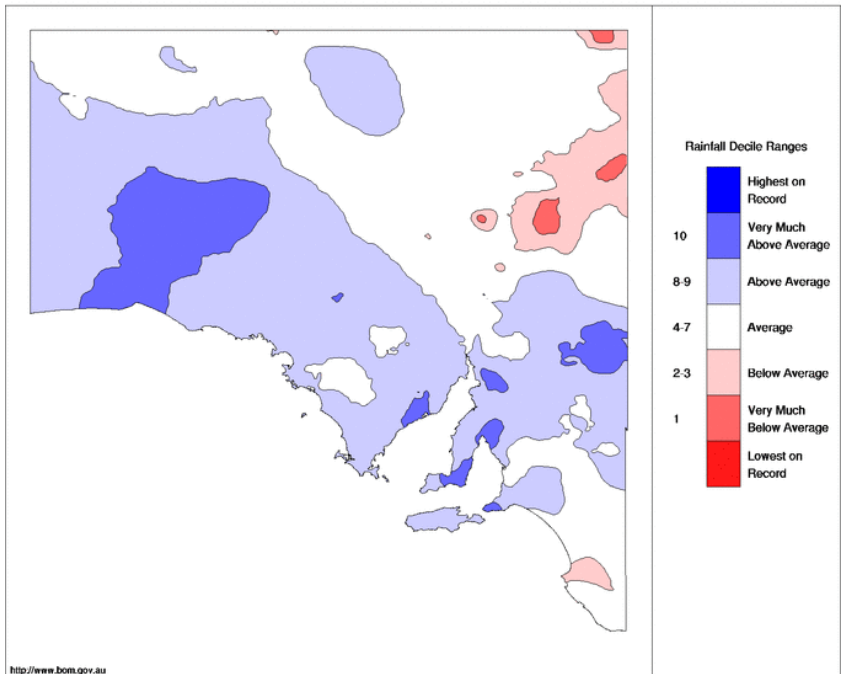 Rainfall Decile Ranges
Highest on
Record
10
Very Much
Above Average
8-9
Above Average
4-7
Average
2-3
Below Average
1
Very Much
Below Average
Lowest on
Record
http://www.bom.gov.au